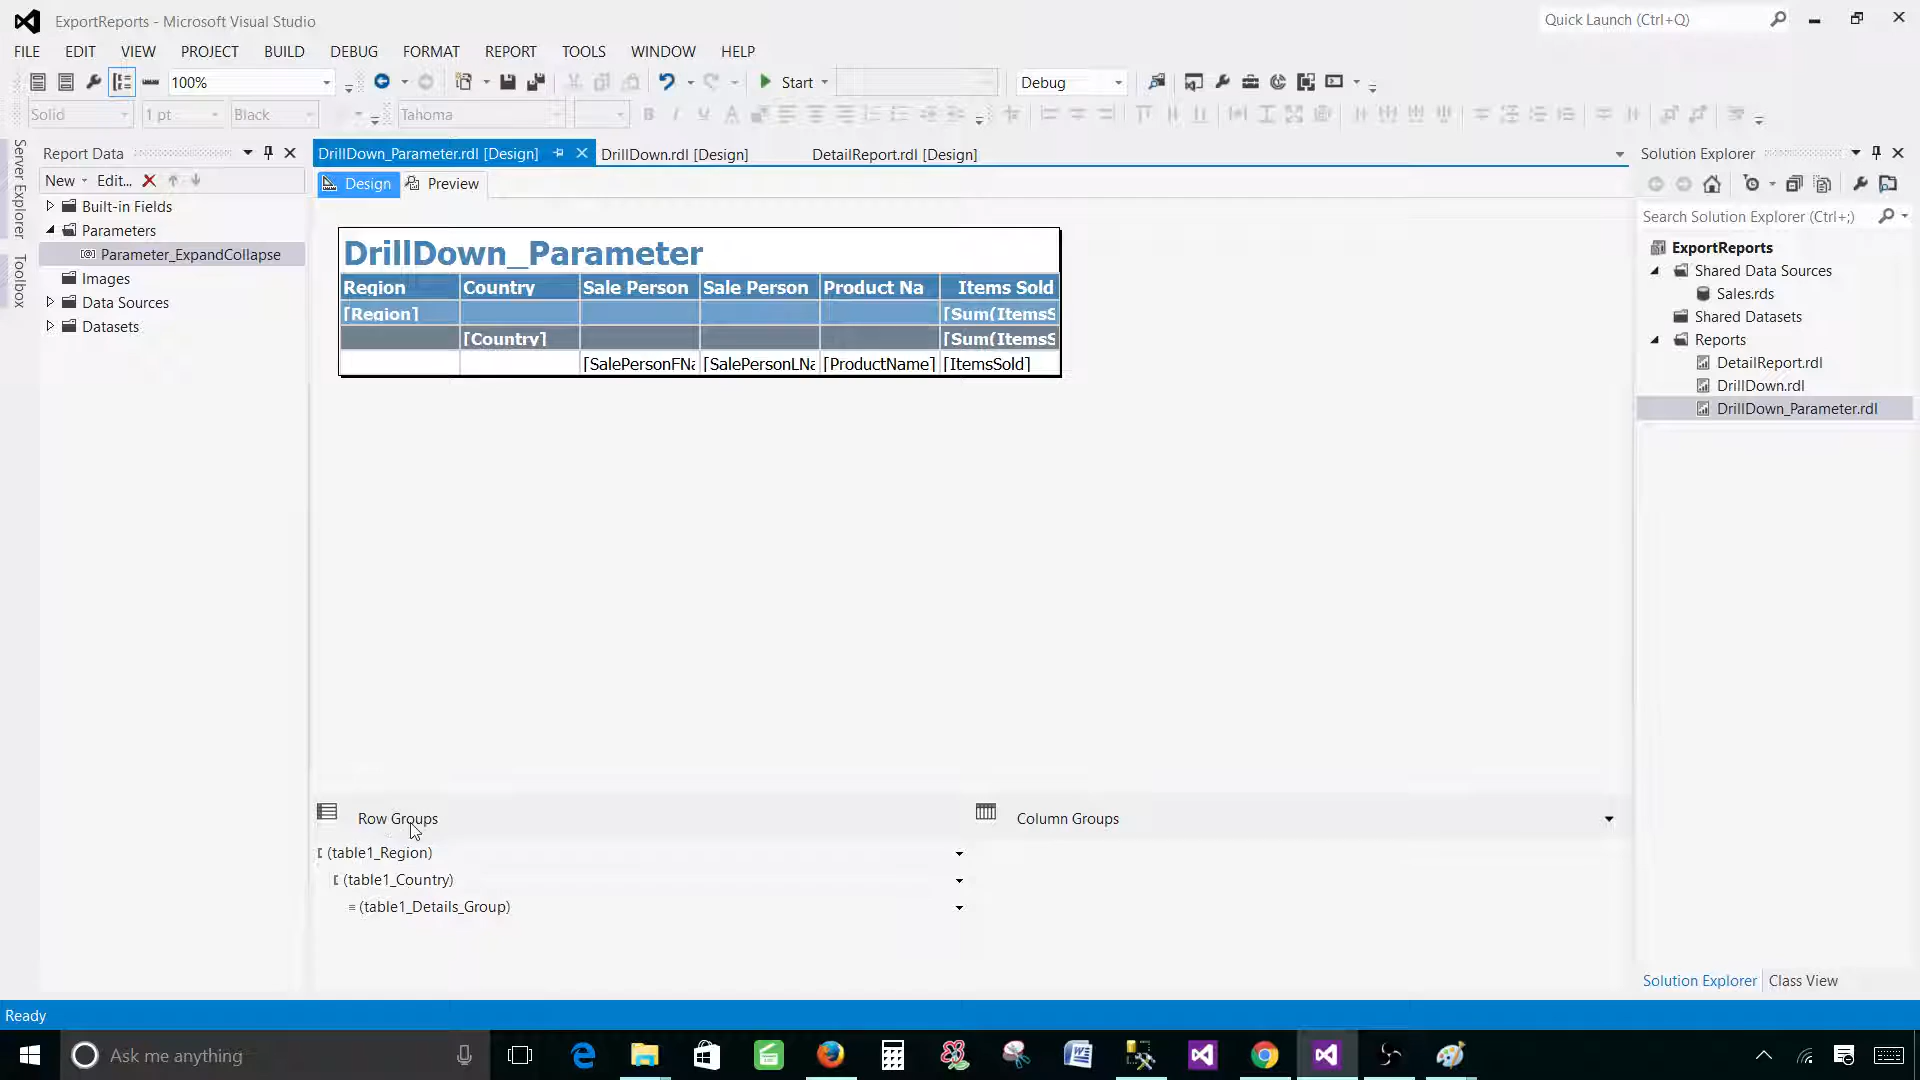 ExportReports - Microsoft Visual Studio
Quick Launch (Ctrl+Q)
FILE EDIT VIEW PROJECT BUILD DEBUG FORMAT REPORT TOOLS WINDOW HELP
100% Start Debug
Solid 1 pt Black Tahoma
Server Explorer
Toolbox
Report Data
New Edit...
Built-in Fields
Parameters
Parameter_ExpandCollapse
Images
Data Sources
Datasets
DrillDown_Parameter.rdl [Design] DrillDown.rdl [Design] DetailReport.rdl [Design]
Design Preview
DrillDown_Parameter
Region Country Sale Person Sale Person Product Na Items Sold
[Region] [Sum(ItemsS
[Country] [Sum(ItemsS
[SalePersonFNa [SalePersonLNa [ProductName] [ItemsSold]
Row Groups Column Groups
(table1_Region)
(table1_Country)
(table1_Details_Group)
Solution Explorer
Search Solution Explorer (Ctrl+;)
ExportReports
Shared Data Sources
Sales.rds
Shared Datasets
Reports
DetailReport.rdl
DrillDown.rdl
DrillDown_Parameter.rdl
Solution Explorer Class View
Ready
Ask me anything